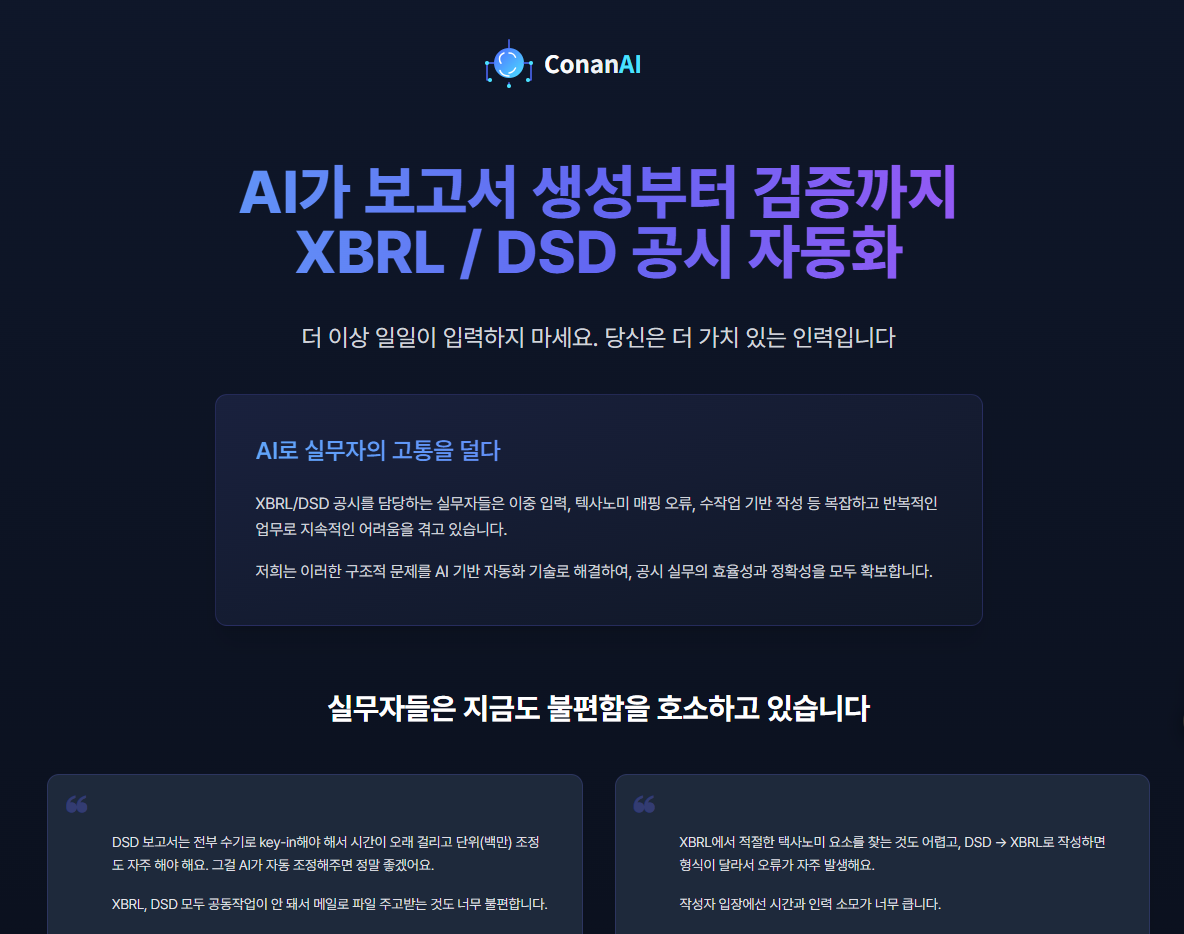 ConanAI
AI가 보고서 생성부터 검증까지
XBRL / DSD 공시 자동화
더 이상 일일이 입력하지 마세요. 당신은 더 가치 있는 인력입니다
AI로 실무자의 고통을 덜다
XBRL/DSD 공시를 담당하는 실무자들은 이중 입력, 텍사노미 매핑 오류, 수작업 기반 작성 등 복잡하고 반복적인
업무로 지속적인 어려움을 겪고 있습니다.
저희는 이러한 구조적 문제를 AI 기반 자동화 기술로 해결하여, 공시 실무의 효율성과 정확성을 모두 확보합니다.
실무자들은 지금도 불편함을 호소하고 있습니다
❝
DSD 보고서는 전부 수기로 key-in해야 해서 시간이 오래 걸리고 단위(백만) 조정
도 자주 해야 해요. 그걸 AI가 자동 조정해주면 정말 좋겠어요.
XBRL, DSD 모두 공동작업이 안 돼서 메일로 파일 주고받는 것도 너무 불편합니다.
❝
XBRL에서 적절한 택사노미 요소를 찾는 것도 어렵고, DSD → XBRL로 작성하면
형식이 달라서 오류가 자주 발생해요.
작성자 입장에선 시간과 인력 소모가 너무 큽니다.